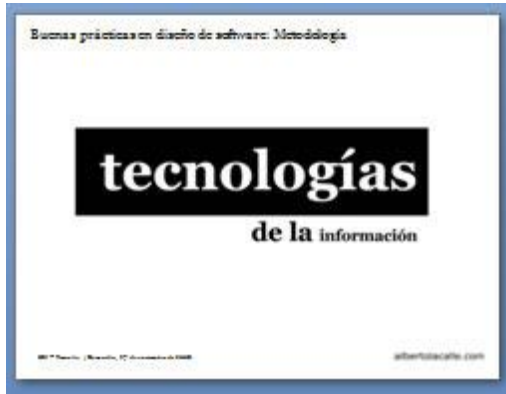 Buenas prácticas en diseño de software: Metodología
tecnologías
de la información
albertolacalle.com